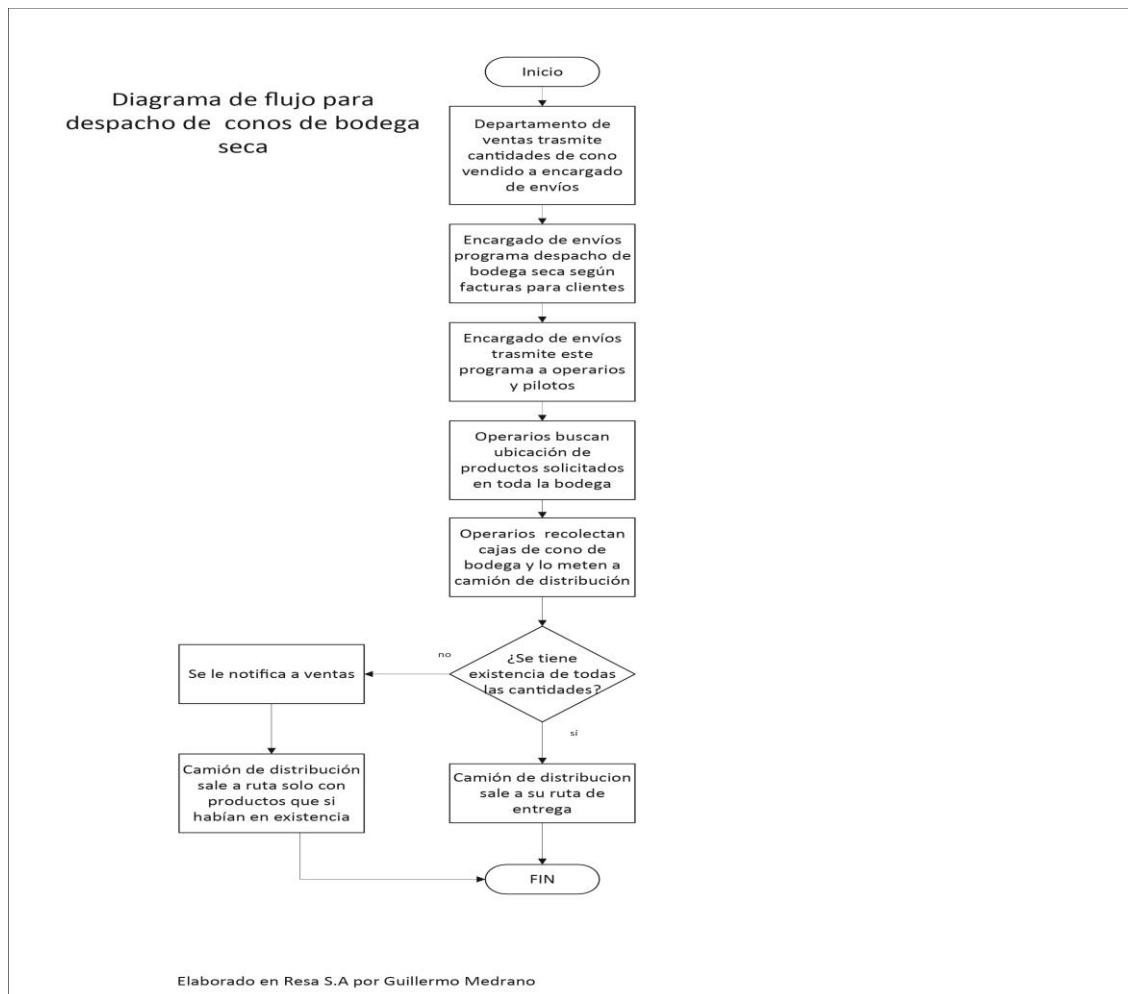 Diagrama de flujo para
despacho de  conos de bodega
seca
Inicio
Departamento de
ventas trasmite
cantidades de cono
vendido a encargado
de envíos
Encargado de envíos
programa despacho de
bodega seca según
facturas para clientes
Encargado de envíos
trasmite este
programa a operarios
y pilotos
Operarios buscan
ubicación de
productos solicitados
en toda la bodega
Operarios  recolectan
cajas de cono de
bodega y lo meten a
camión de distribución
¿Se tiene
existencia de todas
las cantidades?
no
Se le notifica a ventas
Camión de distribución
sale a ruta solo con
productos que si
habían en existencia
sí
Camión de distribucion
sale a su ruta de
entrega
FIN
Elaborado en Resa S.A por Guillermo Medrano